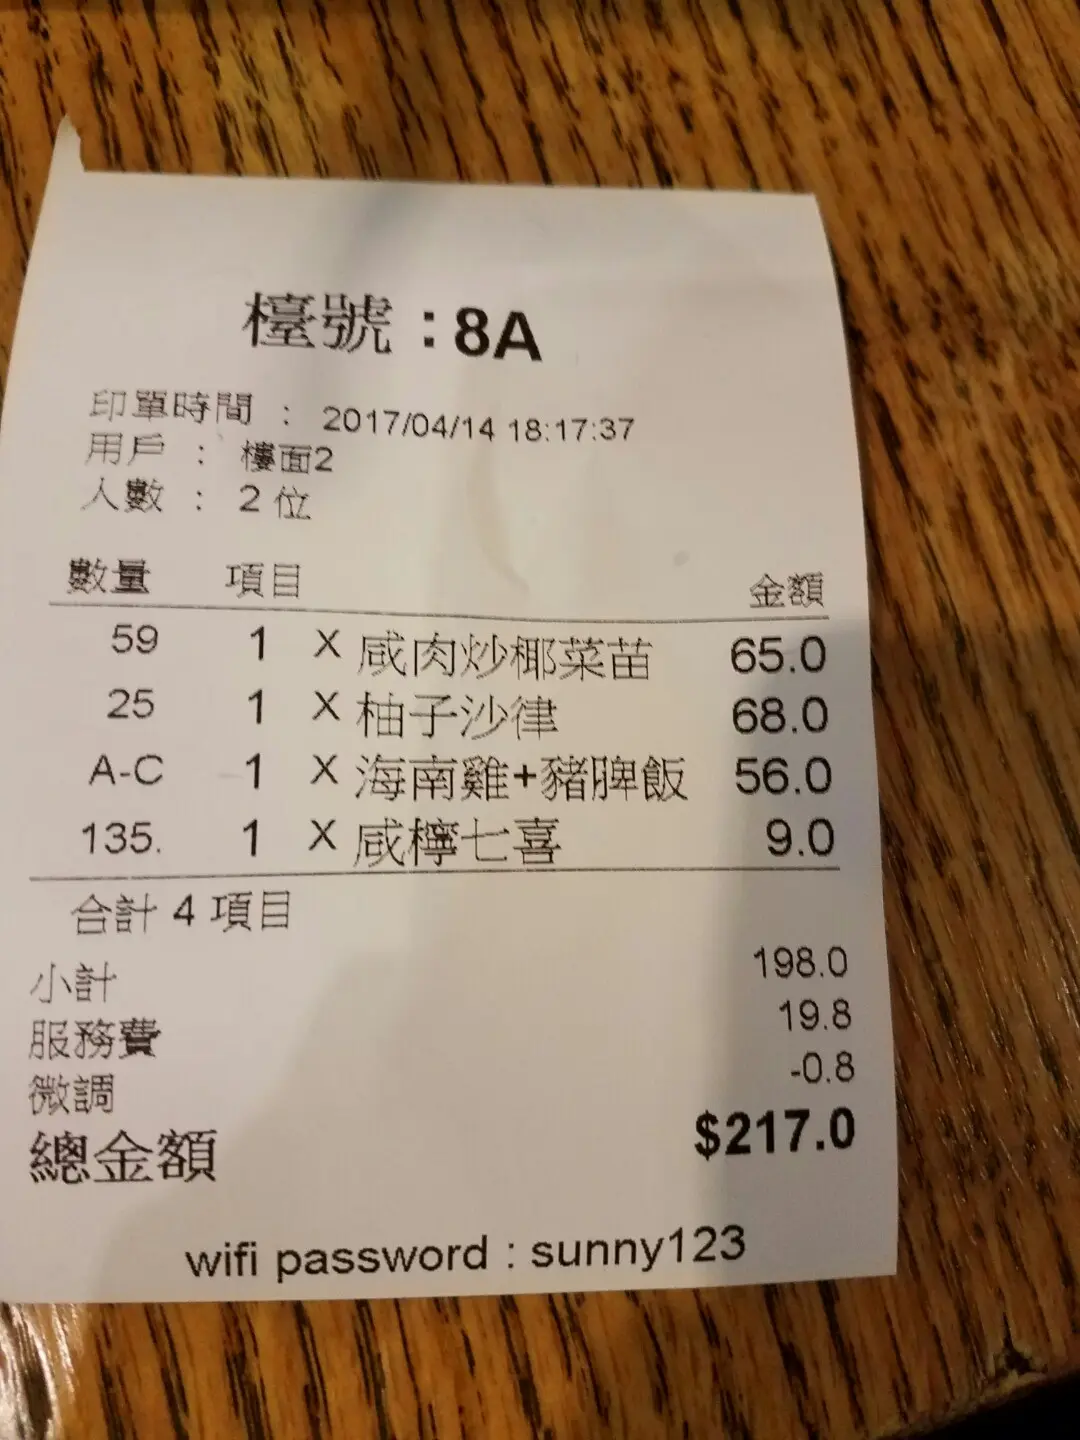 檯號 : 8A
印單時間 : 2017/04/14 18:17:37
用戶 : 樓面2
人數 : 2 位
數量 項目 金額
59 1 X 咸肉炒椰菜苗 65.0
25 1 X 柚子沙律 68.0
A-C 1 X 海南雞+豬脾飯 56.0
135. 1 X 咸檸七喜 9.0
合計 4 項目
小計 198.0
服務費 19.8
微調 -0.8
總金額 $217.0
wifi password : sunny123